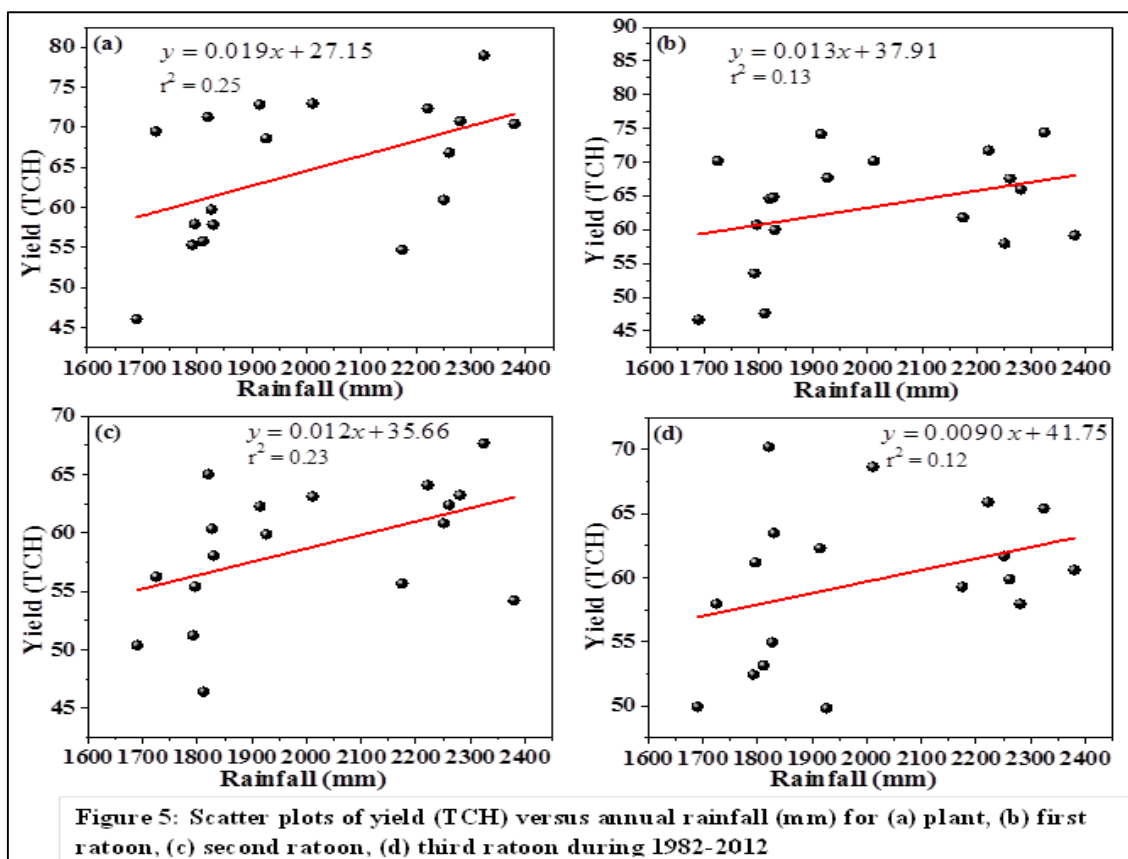 (a)
y = 0.019x + 27.15
r² = 0.25
80
75
70
65
60
55
50
45
Yield (TCH)
1600 1700 1800 1900 2000 2100 2200 2300 2400
Rainfall (mm)
(b)
y = 0.013x + 37.91
r² = 0.13
90
85
80
75
70
65
60
55
50
45
Yield (TCH)
1600 1700 1800 1900 2000 2100 2200 2300 2400
Rainfall (mm)
(c)
y = 0.012x + 35.66
r² = 0.23
70
65
60
55
50
45
Yield (TCH)
1600 1700 1800 1900 2000 2100 2200 2300 2400
Rainfall (mm)
(d)
y = 0.0090 x + 41.75
r² = 0.12
70
65
60
55
50
Yield (TCH)
1600 1700 1800 1900 2000 2100 2200 2300 2400
Rainfall (mm)
Figure 5: Scatter plots of yield (TCH) versus annual rainfall (mm) for (a) plant, (b) first
ratoon, (c) second ratoon, (d) third ratoon during 1982-2012